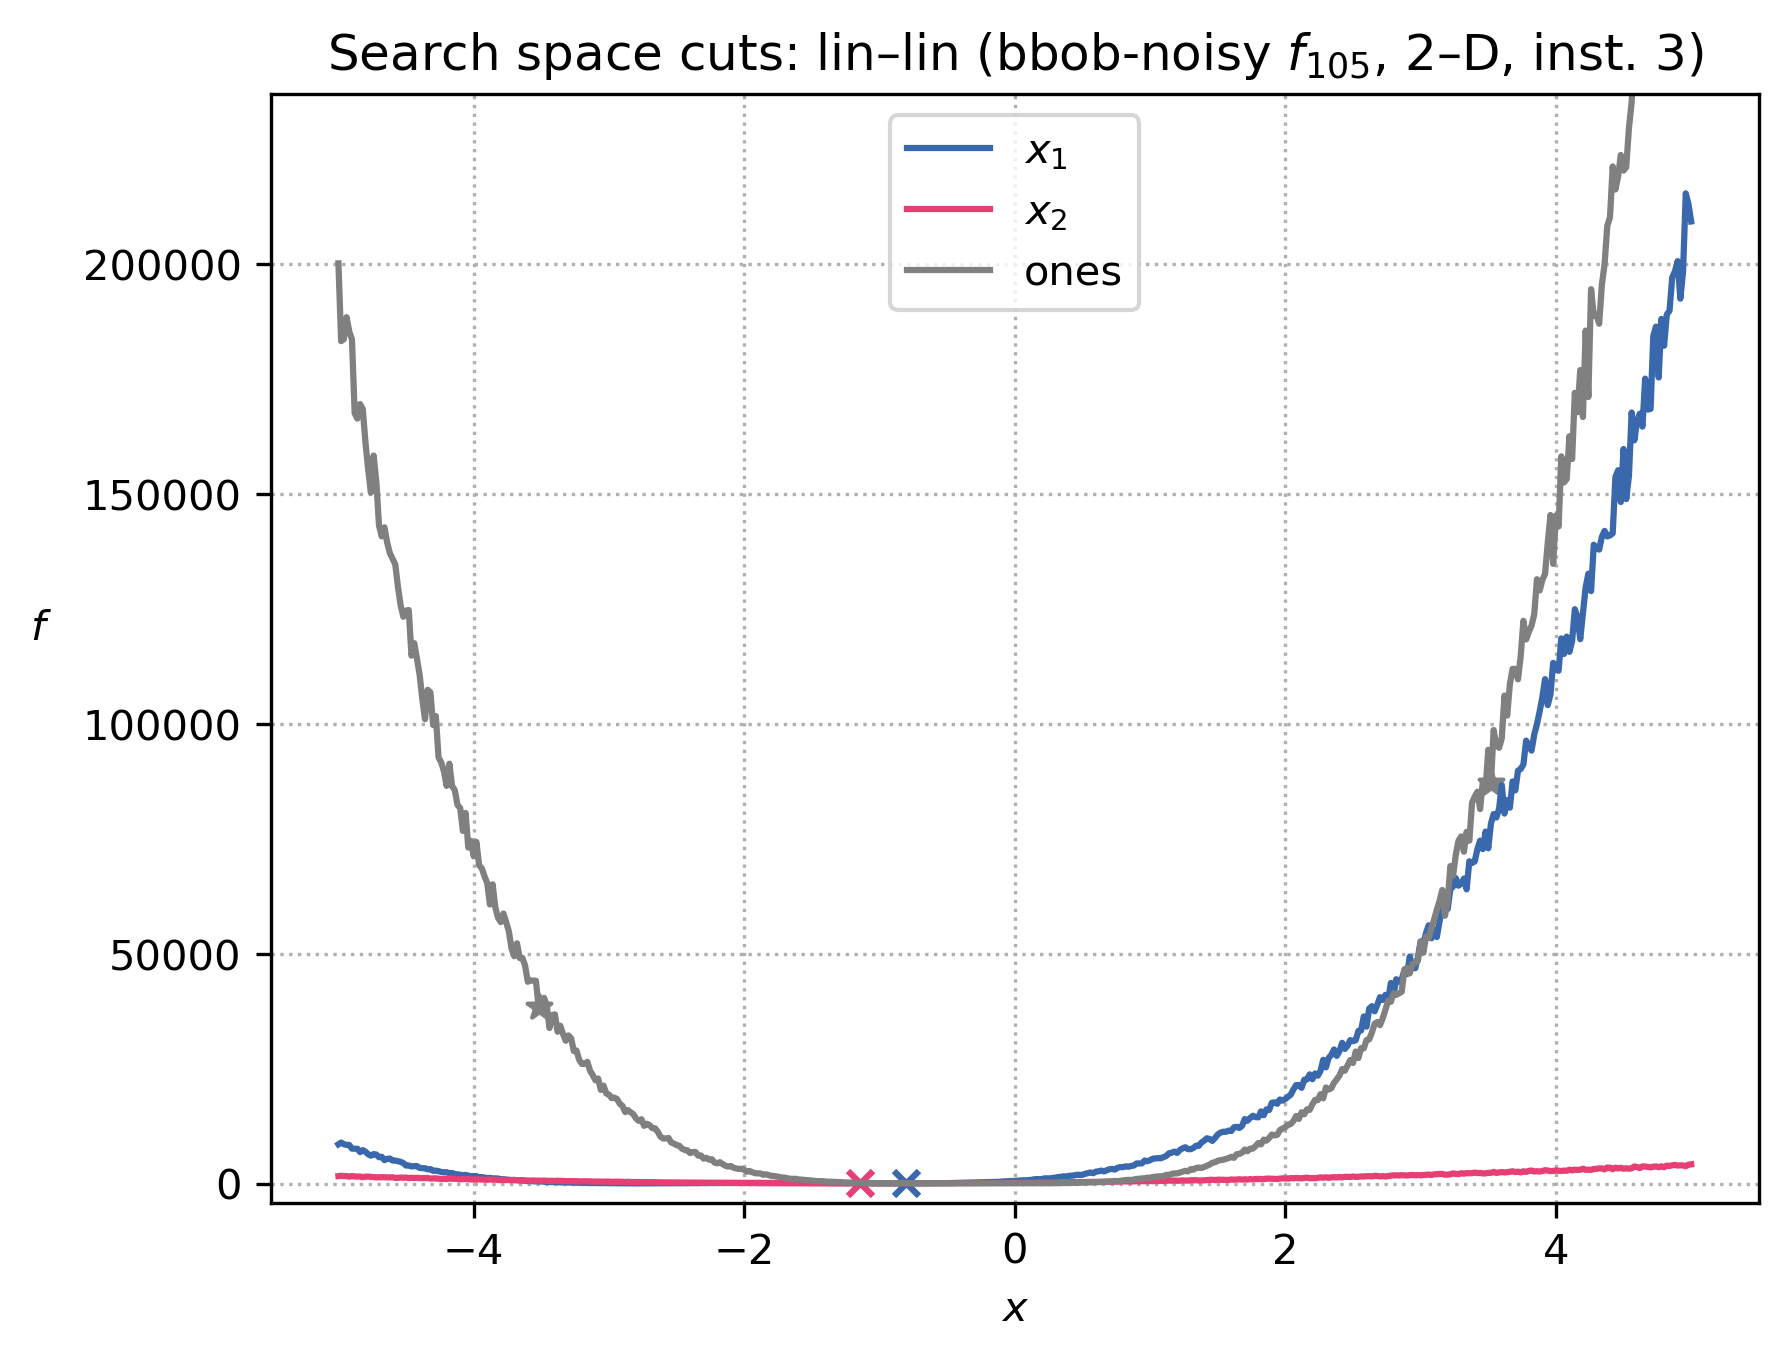 Search space cuts: lin–lin (bbob-noisy f₁₀₅, 2–D, inst. 3)
x₁
x₂
ones
200000
150000
100000
50000
0
f
−4 −2 0 2 4
x